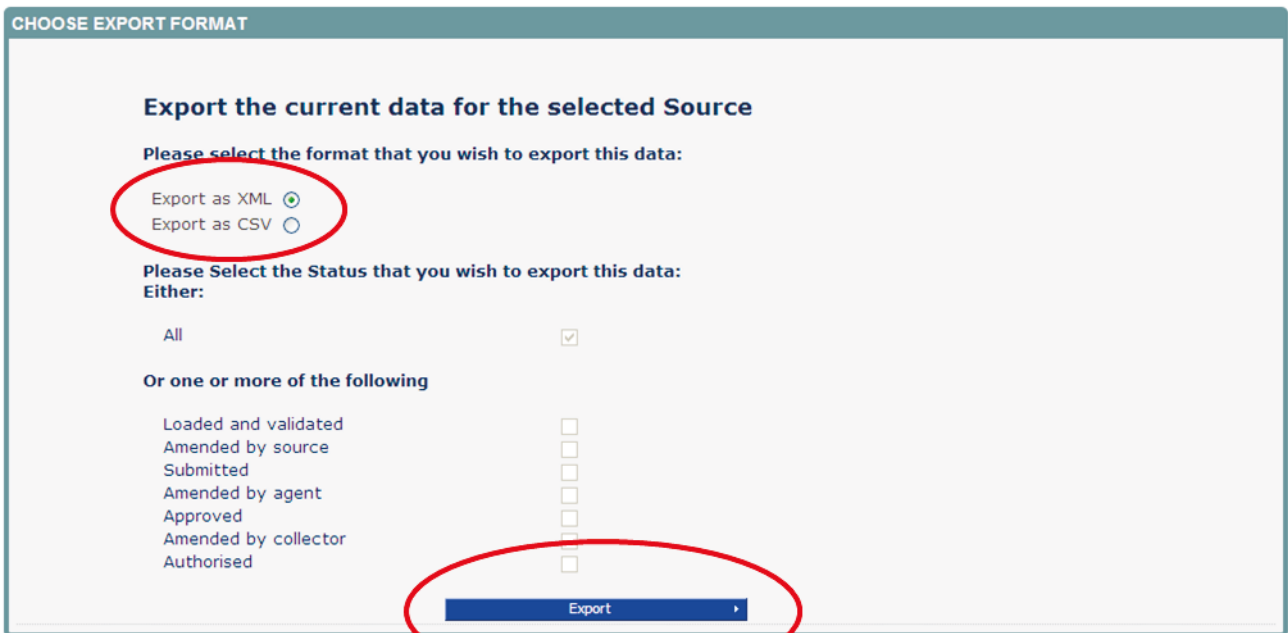 CHOOSE EXPORT FORMAT
Export the current data for the selected Source
Please select the format that you wish to export this data:
Export as XML
Export as CSV
Please Select the Status that you wish to export this data:
Either:
All
Or one or more of the following
Loaded and validated
Amended by source
Submitted
Amended by agent
Approved
Amended by collector
Authorised
Export